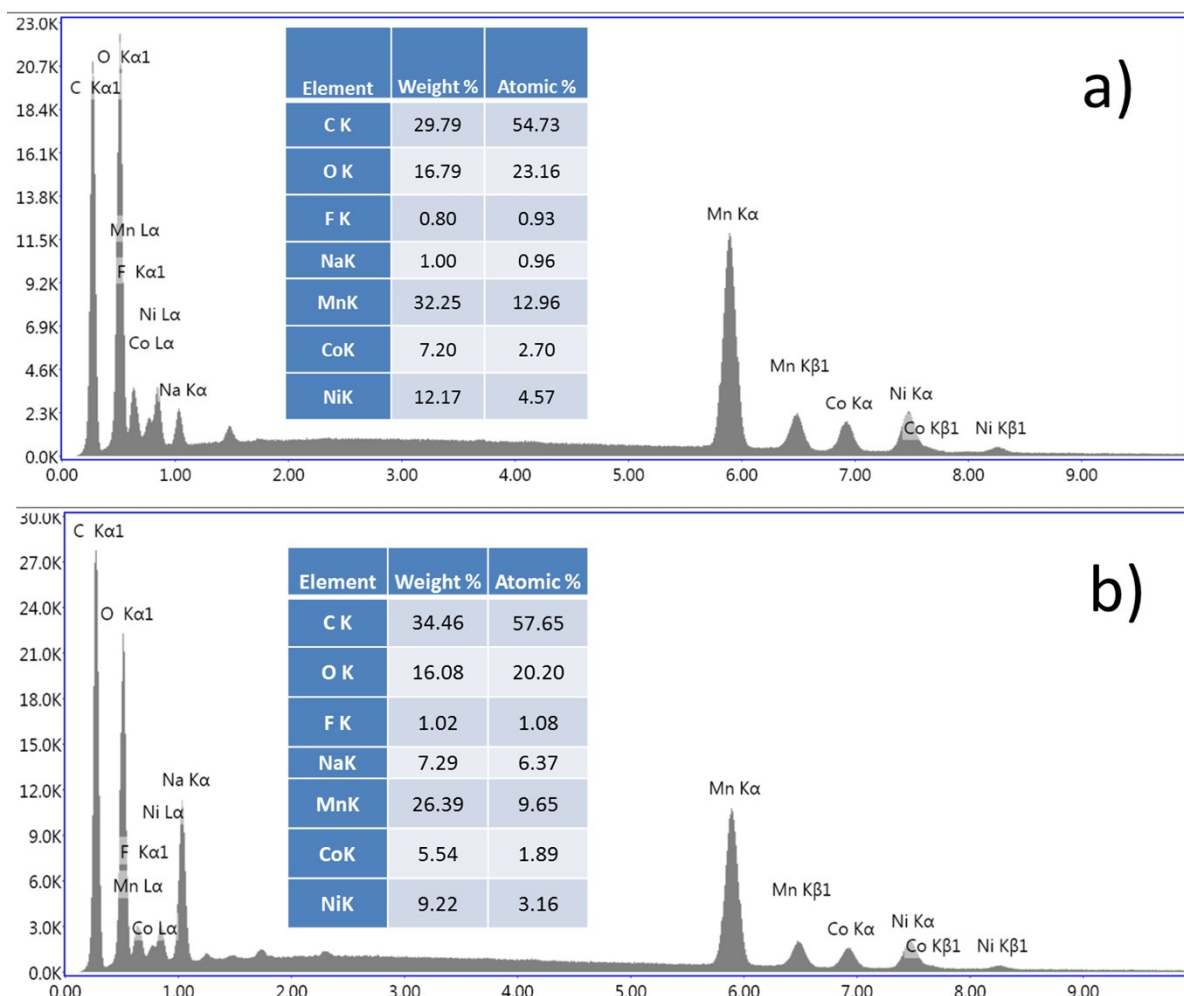 23.0K
20.7K
18.4K
16.1K
13.8K
11.5K
9.2K
6.9K
4.6K
2.3K
0.0K
O Kα1
C Kα1
Mn Lα
F Kα1
Ni Lα
Co Lα
Na Kα
Element Weight % Atomic %
C K 29.79 54.73
O K 16.79 23.16
F K 0.80 0.93
NaK 1.00 0.96
MnK 32.25 12.96
CoK 7.20 2.70
NiK 12.17 4.57
a)
Mn Kα
Mn Kβ1
Co Kα
Ni Kα
Co Kβ1
Ni Kβ1
0.00 1.00 2.00 3.00 4.00 5.00 6.00 7.00 8.00 9.00
30.0K
27.0K
24.0K
21.0K
18.0K
15.0K
12.0K
9.0K
6.0K
3.0K
0.0K
C Kα1
O Kα1
Na Kα
Ni Lα
F Kα1
Mn Lα
Co Lα
Element Weight % Atomic %
C K 34.46 57.65
O K 16.08 20.20
F K 1.02 1.08
NaK 7.29 6.37
MnK 26.39 9.65
CoK 5.54 1.89
NiK 9.22 3.16
b)
Mn Kα
Mn Kβ1
Co Kα
Ni Kα
Co Kβ1
Ni Kβ1
0.00 1.00 2.00 3.00 4.00 5.00 6.00 7.00 8.00 9.00